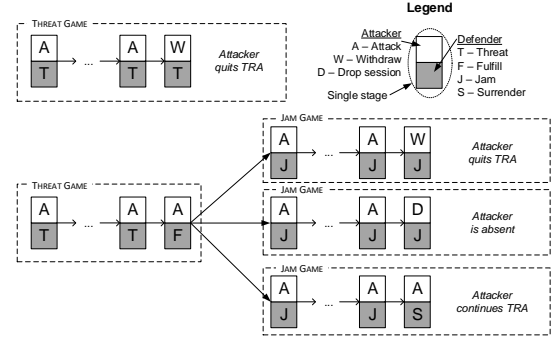 THREAT GAME
A ... A W
T T T
Attacker
quits TRA
Legend
Attacker
A – Attack
W – Withdraw
D – Drop session
Single stage
Defender
T – Threat
F – Fulfill
J – Jam
S – Surrender
THREAT GAME
A ... A A
T T F
JAM GAME
A ... A W
J J J
Attacker
quits TRA
JAM GAME
A ... A D
J J J
Attacker
is absent
JAM GAME
A ... A A
J J S
Attacker
continues TRA